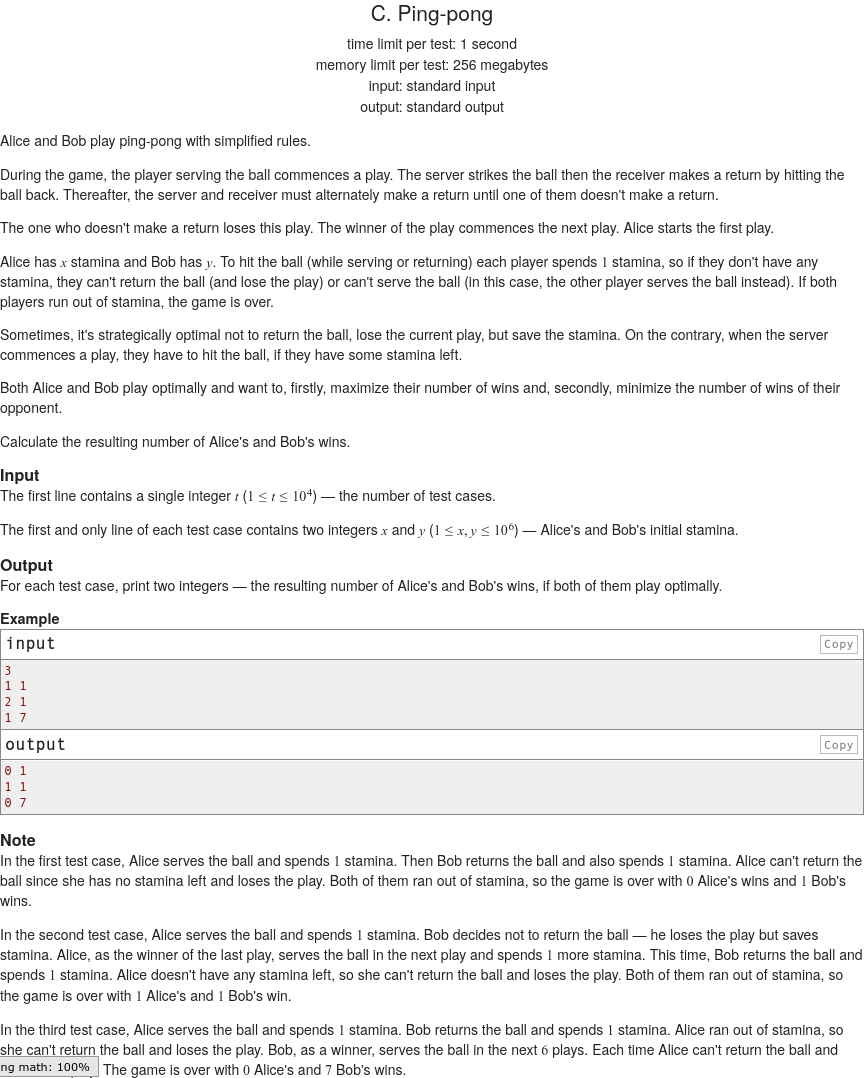 C. Ping-pong
time limit per test: 1 second
memory limit per test: 256 megabytes
input: standard input
output: standard output
Alice and Bob play ping-pong with simplified rules.
During the game, the player serving the ball commences a play. The server strikes the ball then the receiver makes a return by hitting the
ball back. Thereafter, the server and receiver must alternately make a return until one of them doesn't make a return.
The one who doesn't make a return loses this play. The winner of the play commences the next play. Alice starts the first play.
Alice has x stamina and Bob has y. To hit the ball (while serving or returning) each player spends 1 stamina, so if they don't have any
stamina, they can't return the ball (and lose the play) or can't serve the ball (in this case, the other player serves the ball instead). If both
players run out of stamina, the game is over.
Sometimes, it's strategically optimal not to return the ball, lose the current play, but save the stamina. On the contrary, when the server
commences a play, they have to hit the ball, if they have some stamina left.
Both Alice and Bob play optimally and want to, firstly, maximize their number of wins and, secondly, minimize the number of wins of their
opponent.
Calculate the resulting number of Alice's and Bob's wins.
Input
The first line contains a single integer t (1 ≤ t ≤ 10⁴) — the number of test cases.
The first and only line of each test case contains two integers x and y (1 ≤ x, y ≤ 10⁶) — Alice's and Bob's initial stamina.
Output
For each test case, print two integers — the resulting number of Alice's and Bob's wins, if both of them play optimally.
Example
input Copy
3
1 1
2 1
1 7
output Copy
0 1
1 1
0 7
Note
In the first test case, Alice serves the ball and spends 1 stamina. Then Bob returns the ball and also spends 1 stamina. Alice can't return the
ball since she has no stamina left and loses the play. Both of them ran out of stamina, so the game is over with 0 Alice's wins and 1 Bob's
wins.
In the second test case, Alice serves the ball and spends 1 stamina. Bob decides not to return the ball — he loses the play but saves
stamina. Alice, as the winner of the last play, serves the ball in the next play and spends 1 more stamina. This time, Bob returns the ball and
spends 1 stamina. Alice doesn't have any stamina left, so she can't return the ball and loses the play. Both of them ran out of stamina, so
the game is over with 1 Alice's and 1 Bob's win.
In the third test case, Alice serves the ball and spends 1 stamina. Bob returns the ball and spends 1 stamina. Alice ran out of stamina, so
she can't return the ball and loses the play. Bob, as a winner, serves the ball in the next 6 plays. Each time Alice can't return the ball and
ng math: 100% The game is over with 0 Alice's and 7 Bob's wins.